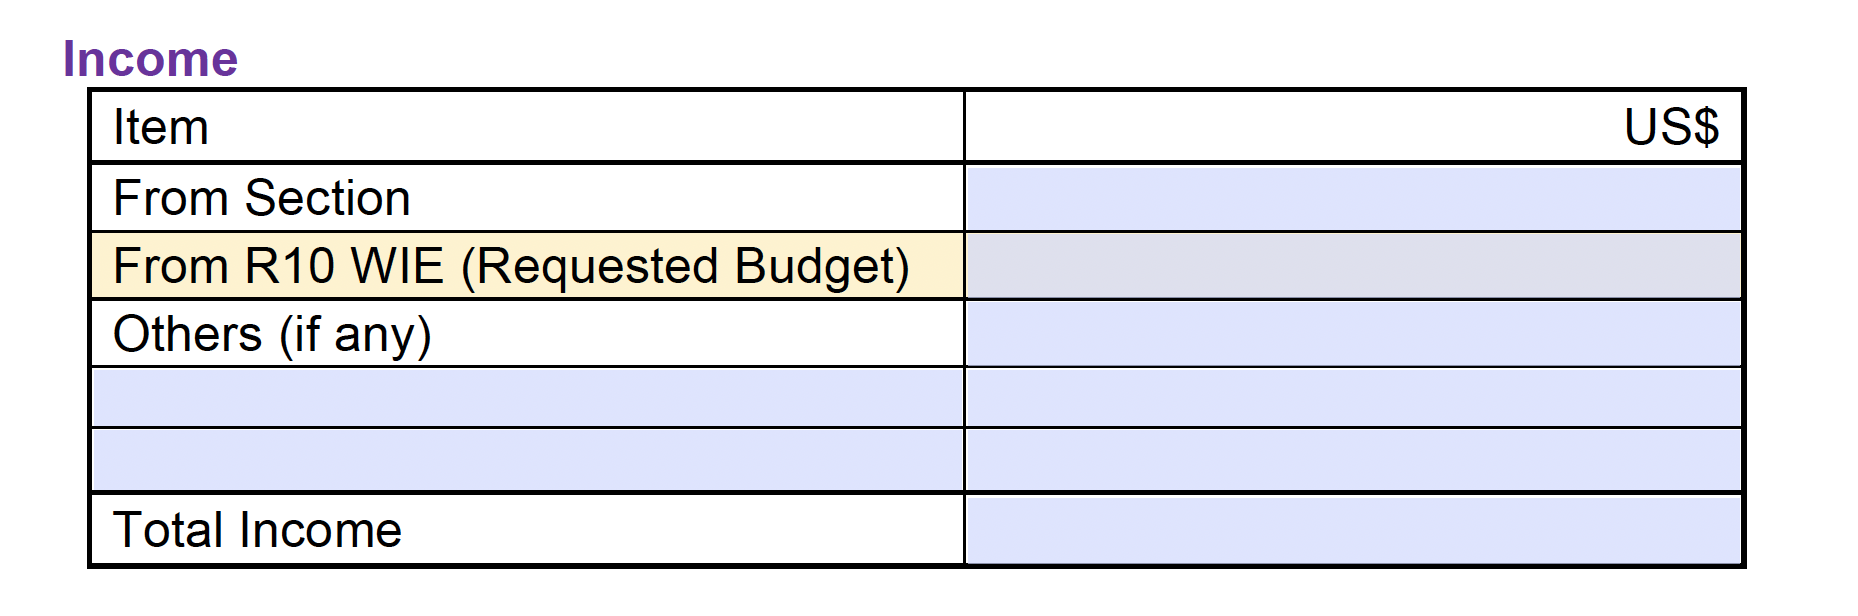 Income
Item US$
From Section
From R10 WIE (Requested Budget)
Others (if any)
Total Income